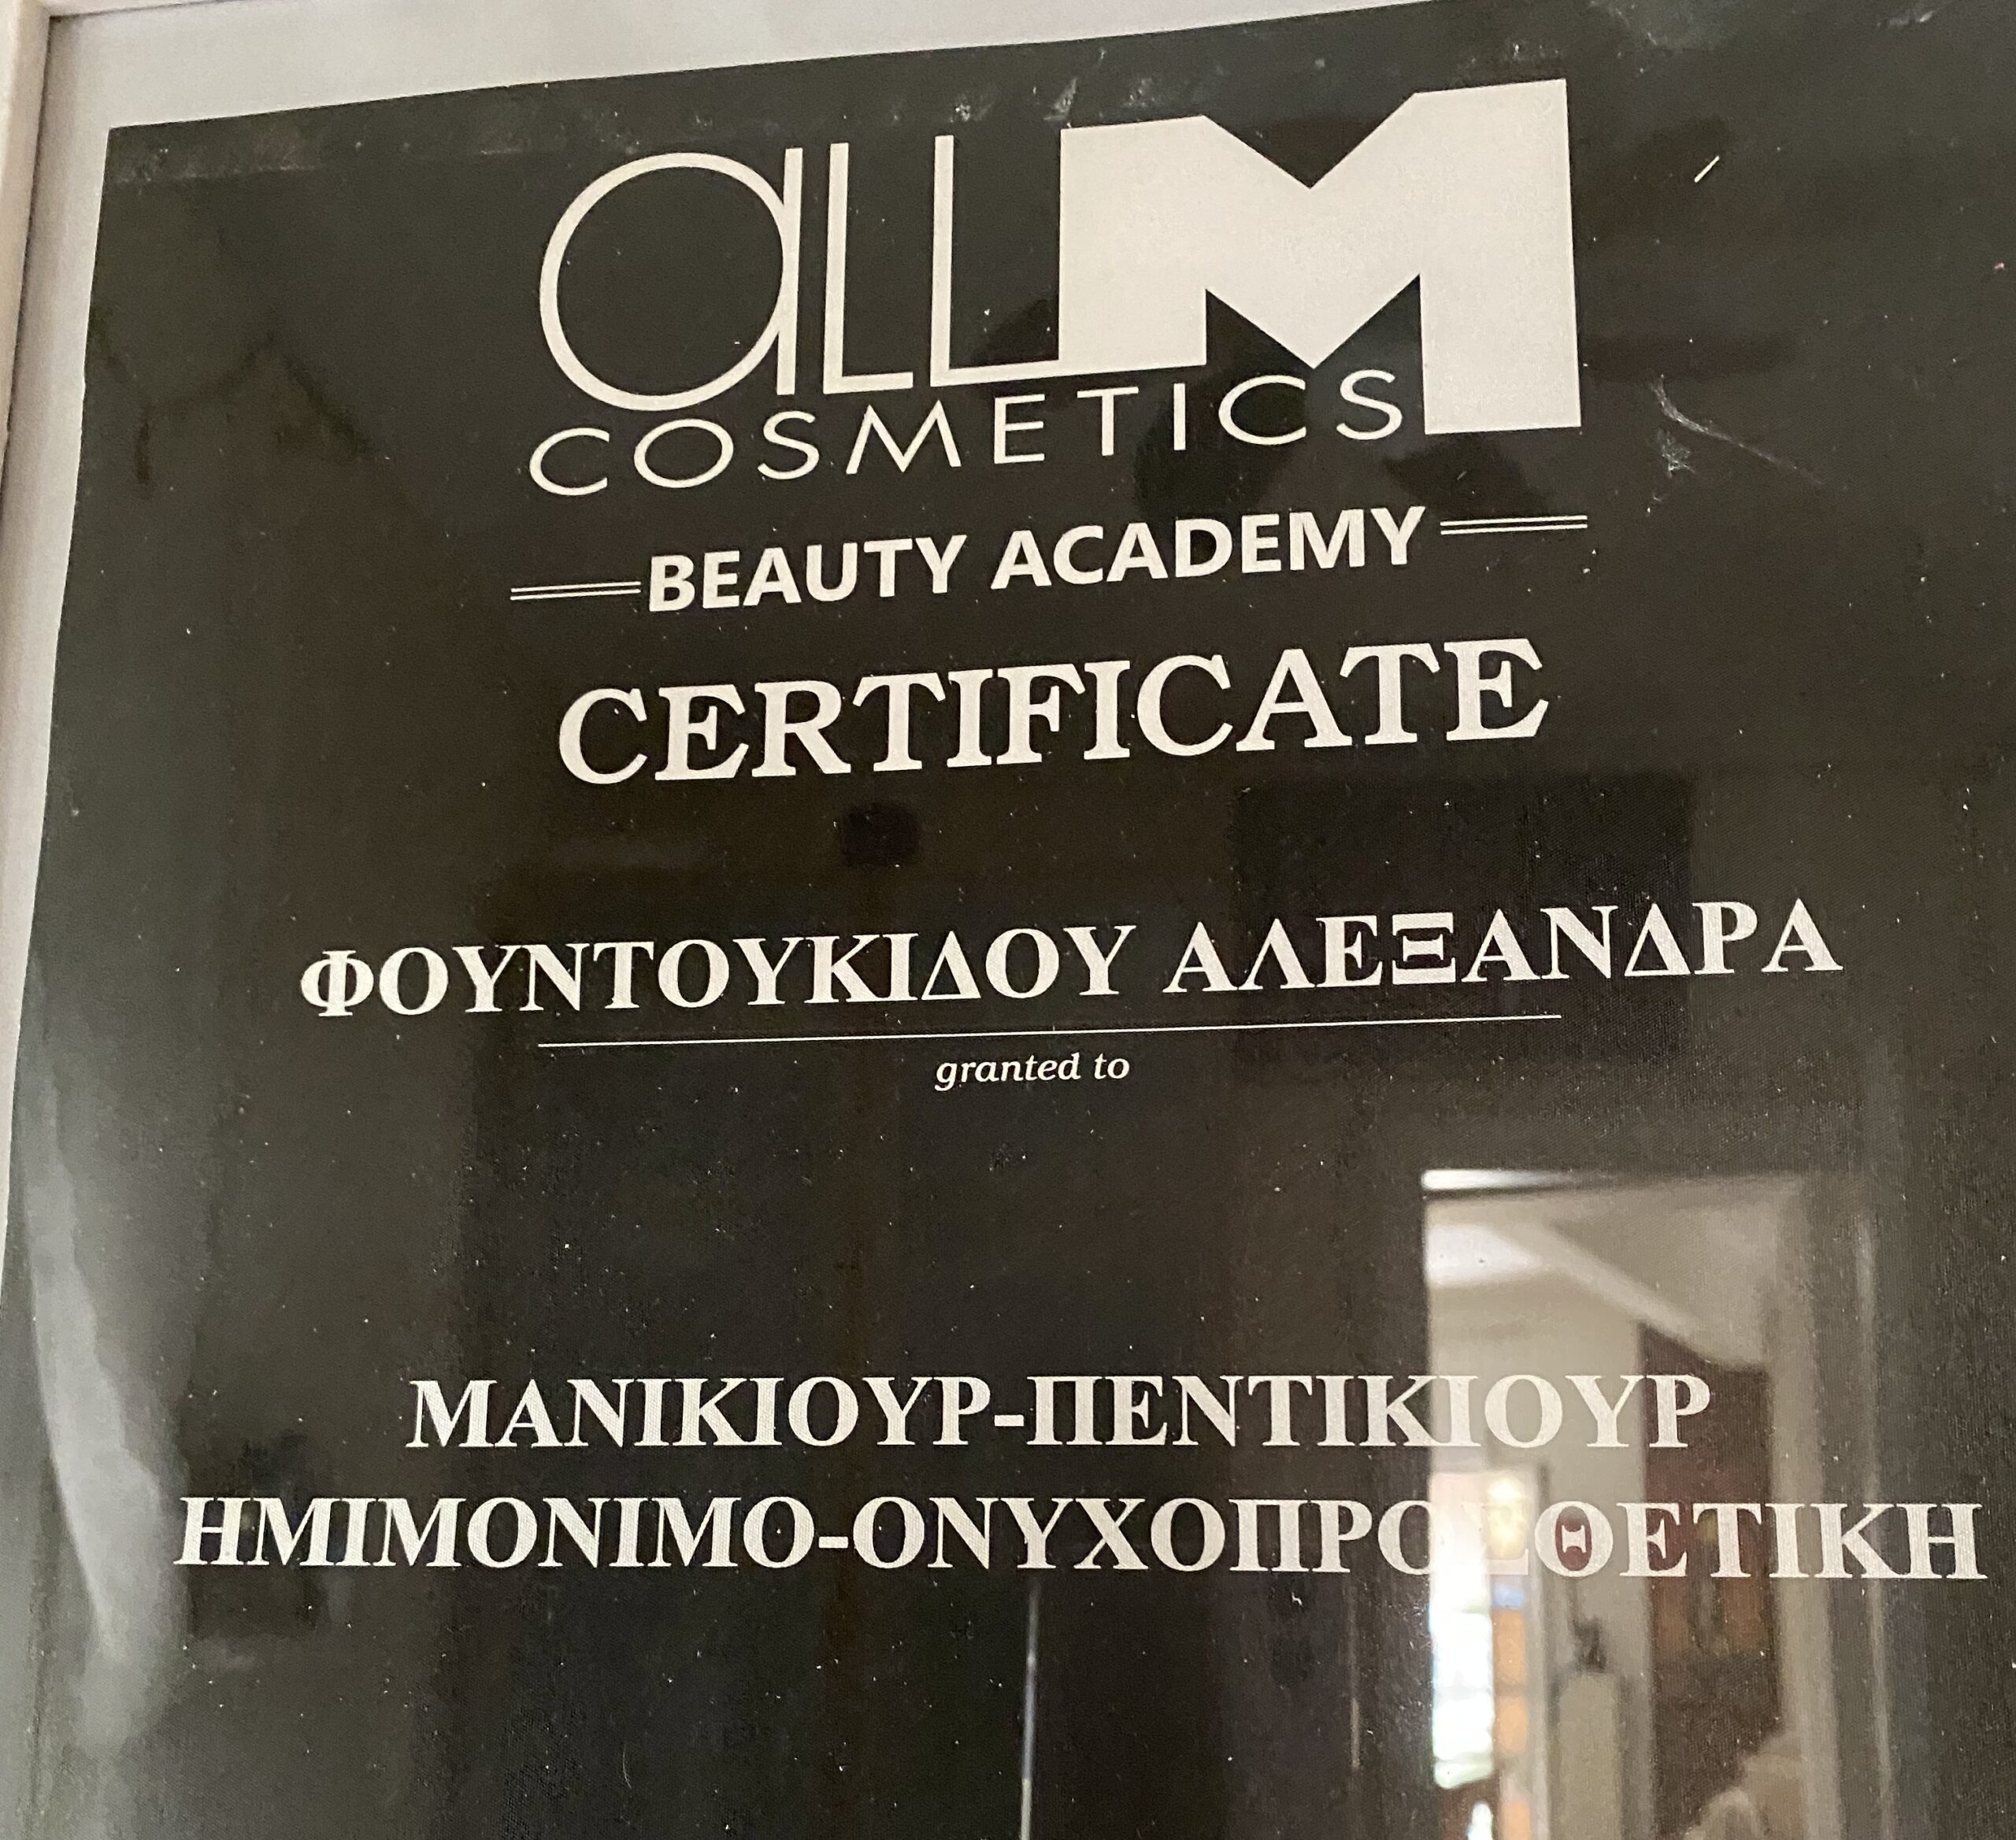 aLLM
COSMETICS
BEAUTY ACADEMY
CERTIFICATE
ΦΟΥΝΤΟΥΚΙΔΟΥ ΑΛΕΞΑΝΔΡΑ
granted to
ΜΑΝΙΚΙΟΥΡ-ΠΕΝΤΙΚΙΟΥΡ
ΗΜΙΜΟΝΙΜΟ-ΟΝΥΧΟΠΡΟΣΘΕΤΙΚΗ